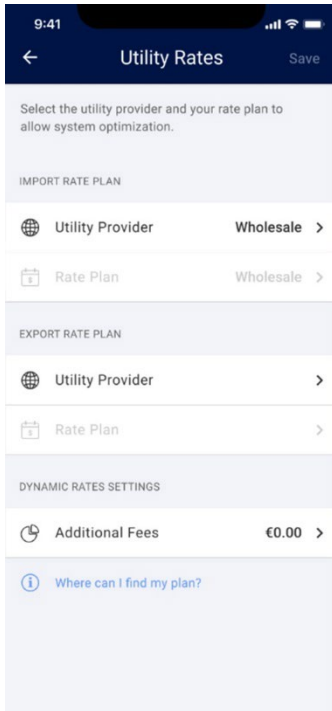 9:41
Utility Rates Save
Select the utility provider and your rate plan to
allow system optimization.
IMPORT RATE PLAN
Utility Provider Wholesale
Rate Plan Wholesale
EXPORT RATE PLAN
Utility Provider
Rate Plan
DYNAMIC RATES SETTINGS
Additional Fees €0.00
Where can I find my plan?